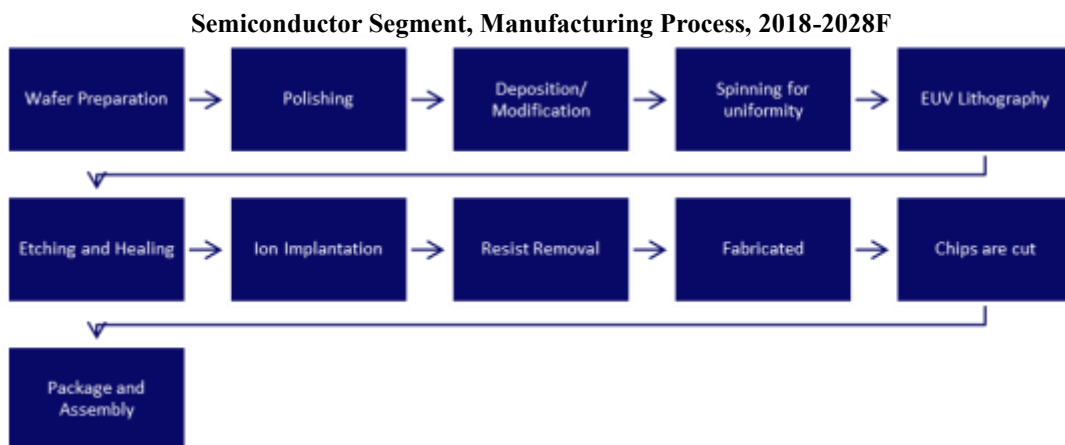 Semiconductor Segment, Manufacturing Process, 2018-2028F
Wafer Preparation
Polishing
Deposition/
Modification
Spinning for
uniformity
EUV Lithography
Etching and Healing
Ion Implantation
Resist Removal
Fabricated
Chips are cut
Package and
Assembly